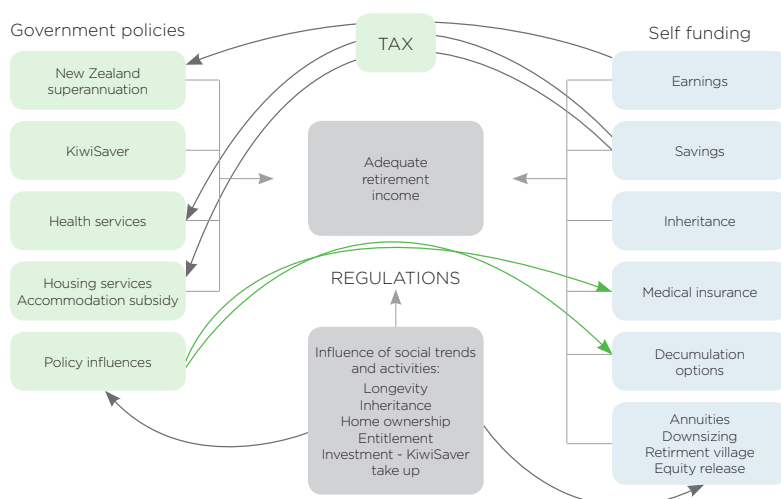 Government policies
TAX
Self funding
New Zealand
superannuation
KiwiSaver
Health services
Housing services
Accommodation subsidy
Policy influences
Adequate
retirement
income
REGULATIONS
Influence of social trends
and activities:
Longevity
Inheritance
Home ownership
Entitlement
Investment - KiwiSaver
take up
Earnings
Savings
Inheritance
Medical insurance
Decumulation
options
Annuities
Downsizing
Retirment village
Equity release